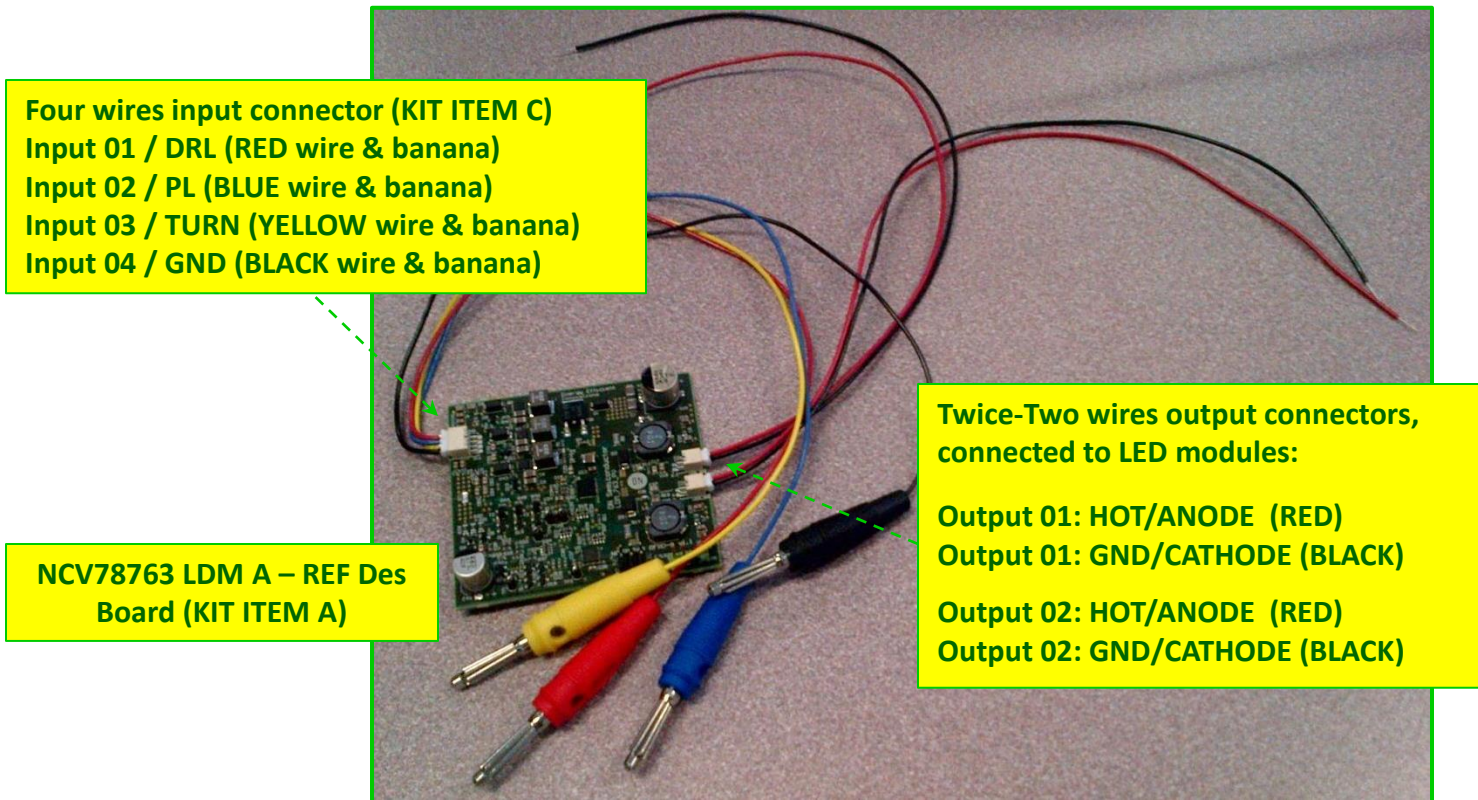 Four wires input connector (KIT ITEM C)
Input 01 / DRL (RED wire & banana)
Input 02 / PL (BLUE wire & banana)
Input 03 / TURN (YELLOW wire & banana)
Input 04 / GND (BLACK wire & banana)
NCV78763 LDM A – REF Des
Board (KIT ITEM A)
Twice-Two wires output connectors,
connected to LED modules:
Output 01: HOT/ANODE  (RED)
Output 01: GND/CATHODE (BLACK)
Output 02: HOT/ANODE  (RED)
Output 02: GND/CATHODE (BLACK)
ON